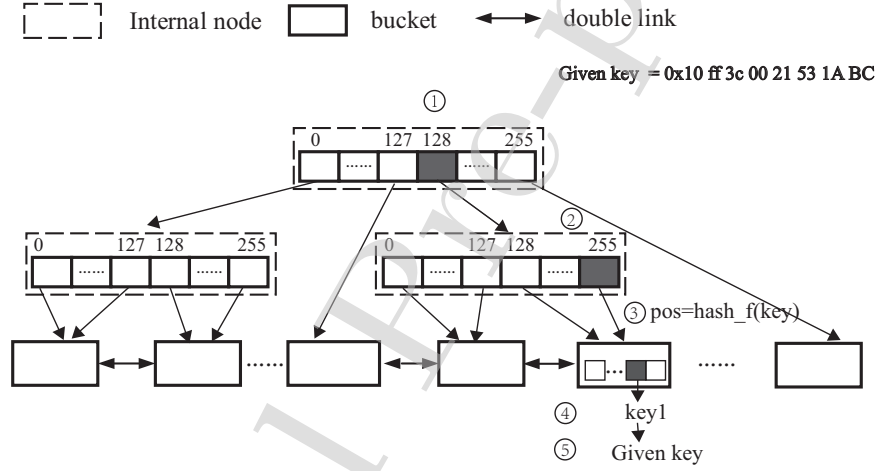 Internal node bucket double link
Given key = 0x10 ff 3c 00 21 53 1A BC
①
0 127 128 255
...... ......
②
0 127 128 255 0 127 128 255
...... ...... ...... ......
③ pos=hash_f(key)
...... ... ......
④ key1
⑤ Given key
l Pre-p